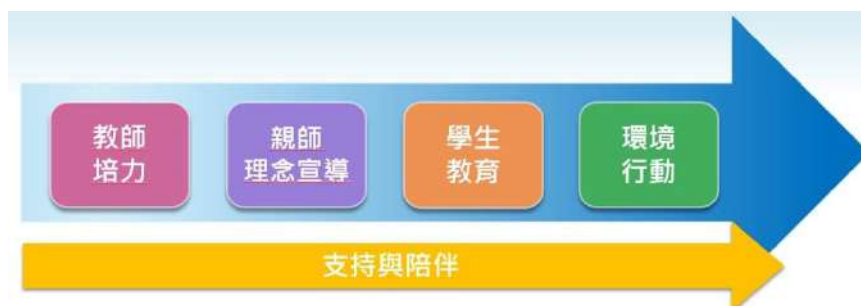 教師
培力
親師
理念宣導
學生
教育
環境
行動
支持與陪伴